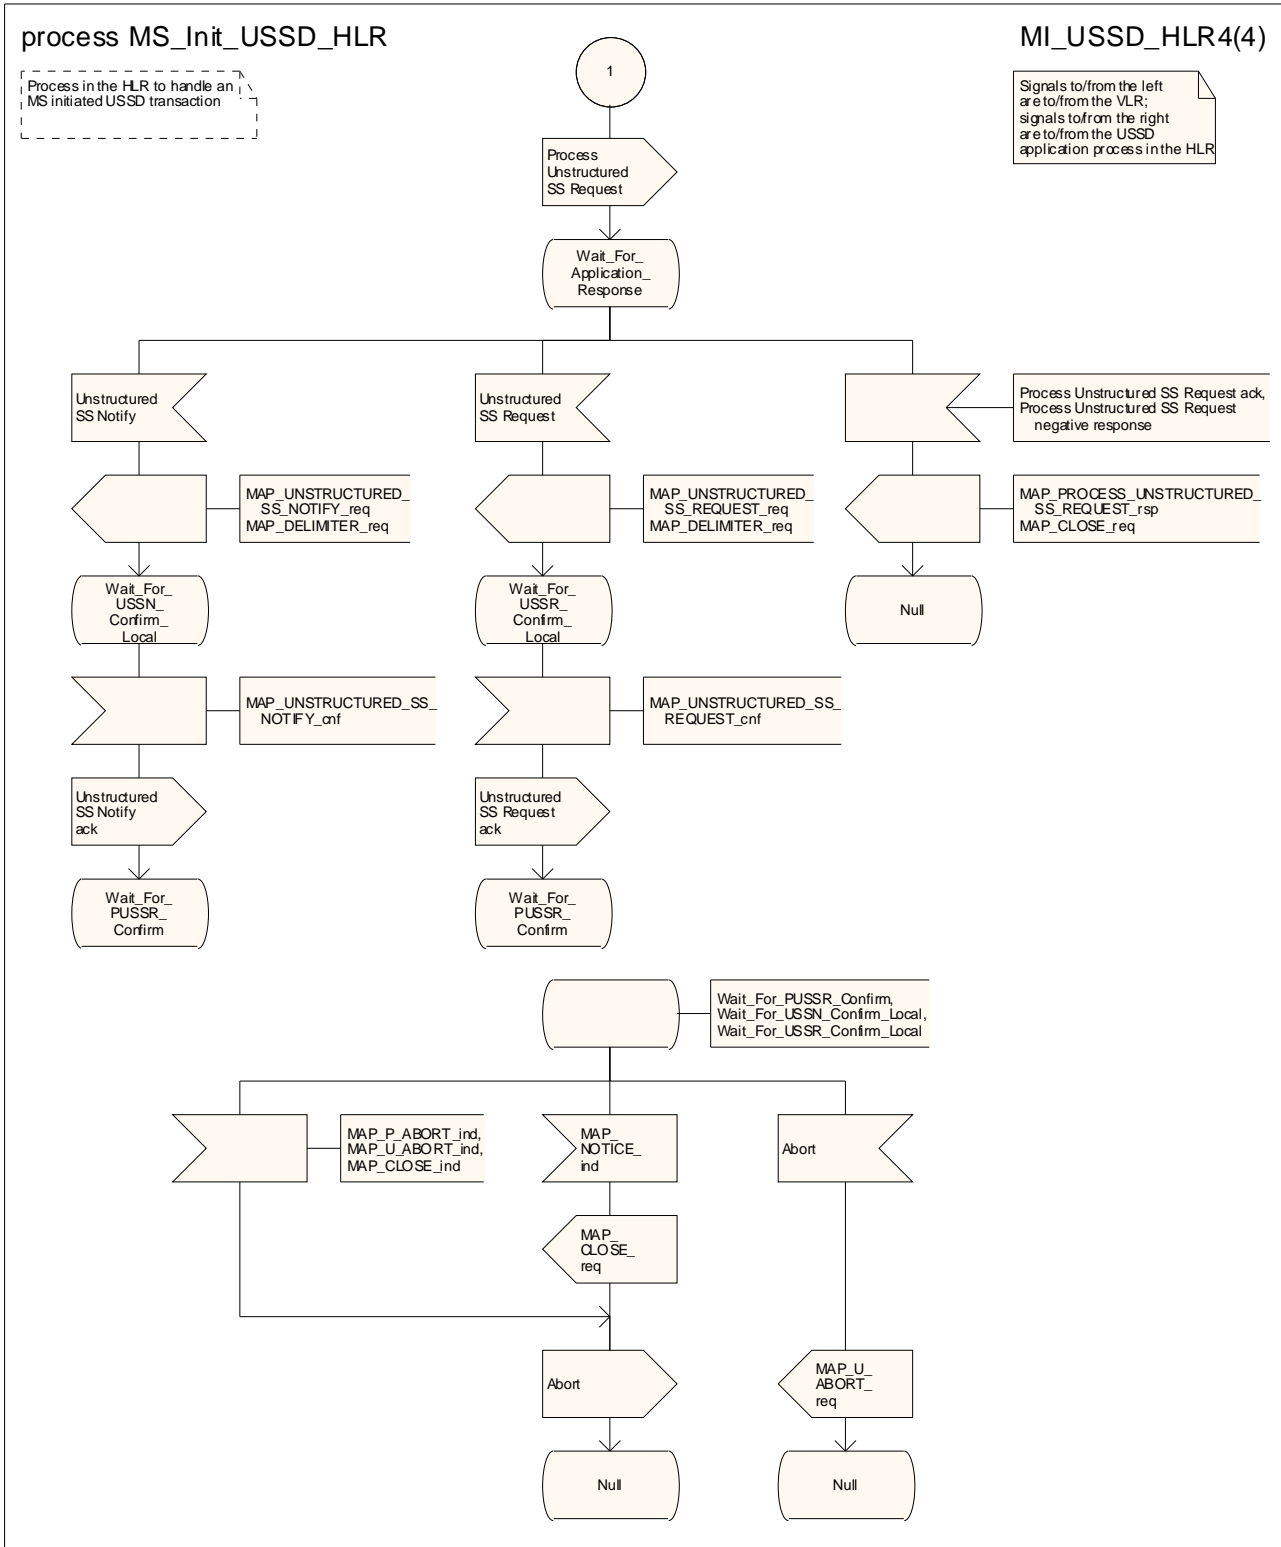 process MS_Init_USSD_HLR
MI_USSD_HLR4(4)
Process in the HLR to handle an
MS initiated USSD transaction
1
Signals to/from the left
are to/from the VLR;
signals to/from the right
are to/from the USSD
application process in the HLR
Process
Unstructured
SS Request
Wait_For_
Application_
Response
Unstructured
SS Notify
Unstructured
SS Request
Process Unstructured SS Request ack,
Process Unstructured SS Request
negative response
MAP_UNSTRUCTURED_
SS_NOTIFY_req
MAP_DELIMITER_req
MAP_UNSTRUCTURED_
SS_REQUEST_req
MAP_DELIMITER_req
MAP_PROCESS_UNSTRUCTURED_
SS_REQUEST_rsp
MAP_CLOSE_req
Wait_For_
USSN_
Confirm_
Local
Wait_For_
USSR_
Confirm_
Local
Null
MAP_UNSTRUCTURED_SS_
NOTIFY_cnf
MAP_UNSTRUCTURED_SS_
REQUEST_cnf
Unstructured
SS Notify
ack
Unstructured
SS Request
ack
Wait_For_
PUSSR_
Confirm
Wait_For_
PUSSR_
Confirm
Wait_For_PUSSR_Confirm,
Wait_For_USSN_Confirm_Local,
Wait_For_USSR_Confirm_Local
MAP_P_ABORT_ind,
MAP_U_ABORT_ind,
MAP_CLOSE_ind
MAP_
NOTICE_
ind
Abort
MAP_
CLOSE_
req
Abort
MAP_U_
ABORT_
req
Null
Null